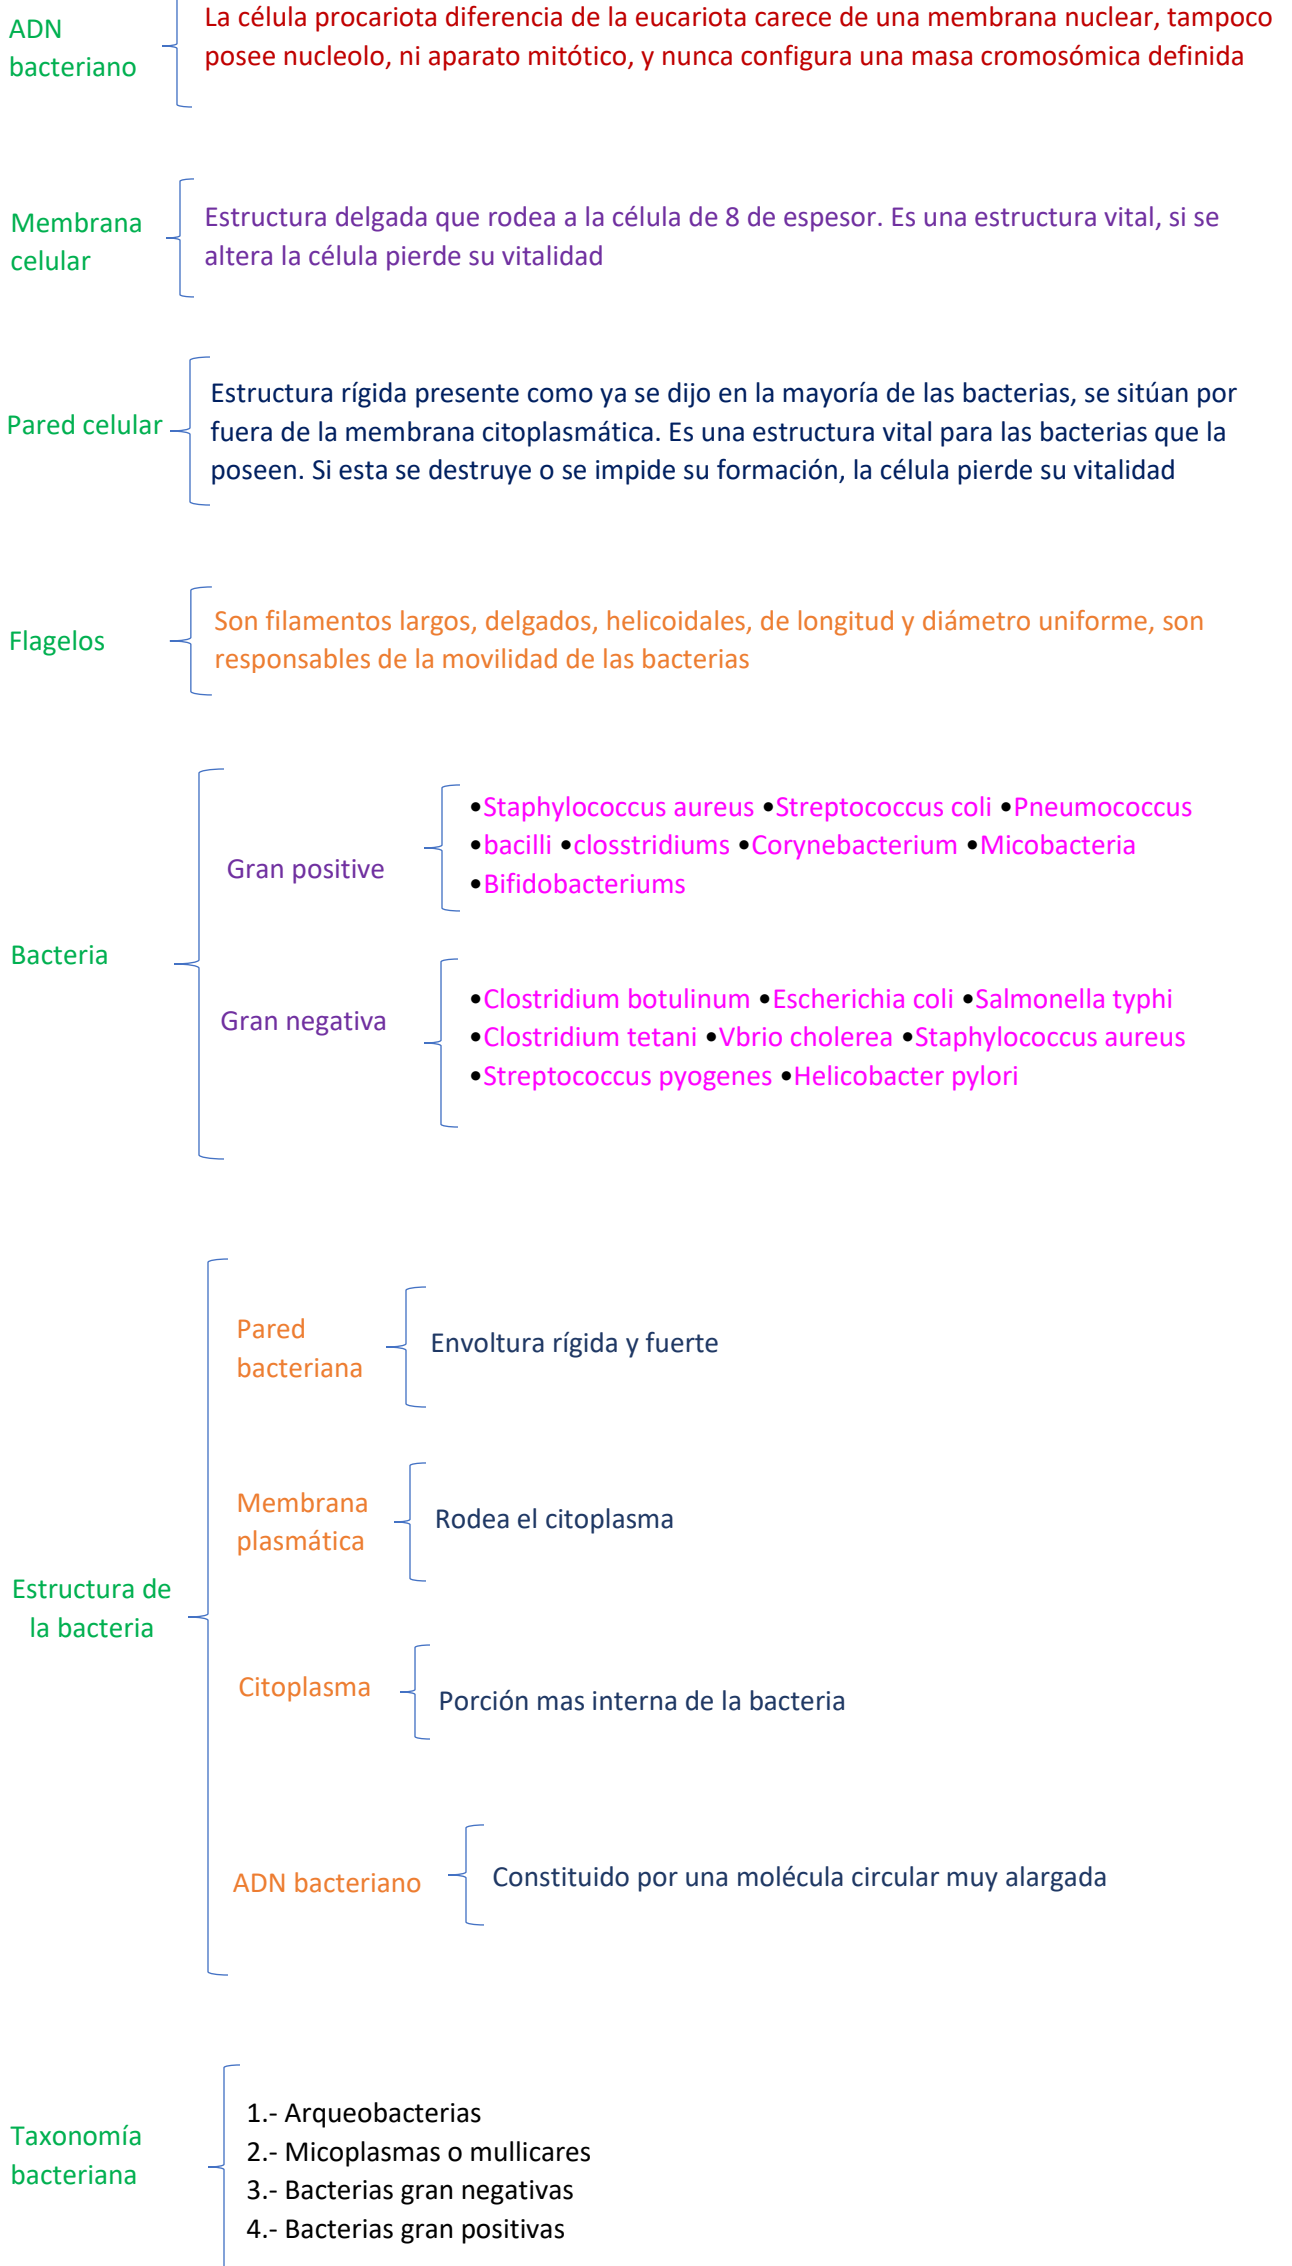 ADN
bacteriano
La célula procariota diferencia de la eucariota carece de una membrana nuclear, tampoco
posee nucleolo, ni aparato mitótico, y nunca configura una masa cromosómica definida
Membrana
celular
Estructura delgada que rodea a la célula de 8 de espesor. Es una estructura vital, si se
altera la célula pierde su vitalidad
Pared celular
Estructura rígida presente como ya se dijo en la mayoría de las bacterias, se sitúan por
fuera de la membrana citoplasmática. Es una estructura vital para las bacterias que la
poseen. Si esta se destruye o se impide su formación, la célula pierde su vitalidad
Flagelos
Son filamentos largos, delgados, helicoidales, de longitud y diámetro uniforme, son
responsables de la movilidad de las bacterias
Bacteria
Gran positive
•Staphylococcus aureus •Streptococcus coli •Pneumococcus
•bacilli •closstridiums •Corynebacterium •Micobacteria
•Bifidobacteriums
Gran negativa
•Clostridium botulinum •Escherichia coli •Salmonella typhi
•Clostridium tetani •Vbrio cholerea •Staphylococcus aureus
•Streptococcus pyogenes •Helicobacter pylori
Estructura de
la bacteria
Pared
bacteriana
Envoltura rígida y fuerte
Membrana
plasmática
Rodea el citoplasma
Citoplasma
Porción mas interna de la bacteria
ADN bacteriano
Constituido por una molécula circular muy alargada
Taxonomía
bacteriana
1.- Arqueobacterias
2.- Micoplasmas o mullicares
3.- Bacterias gran negativas
4.- Bacterias gran positivas